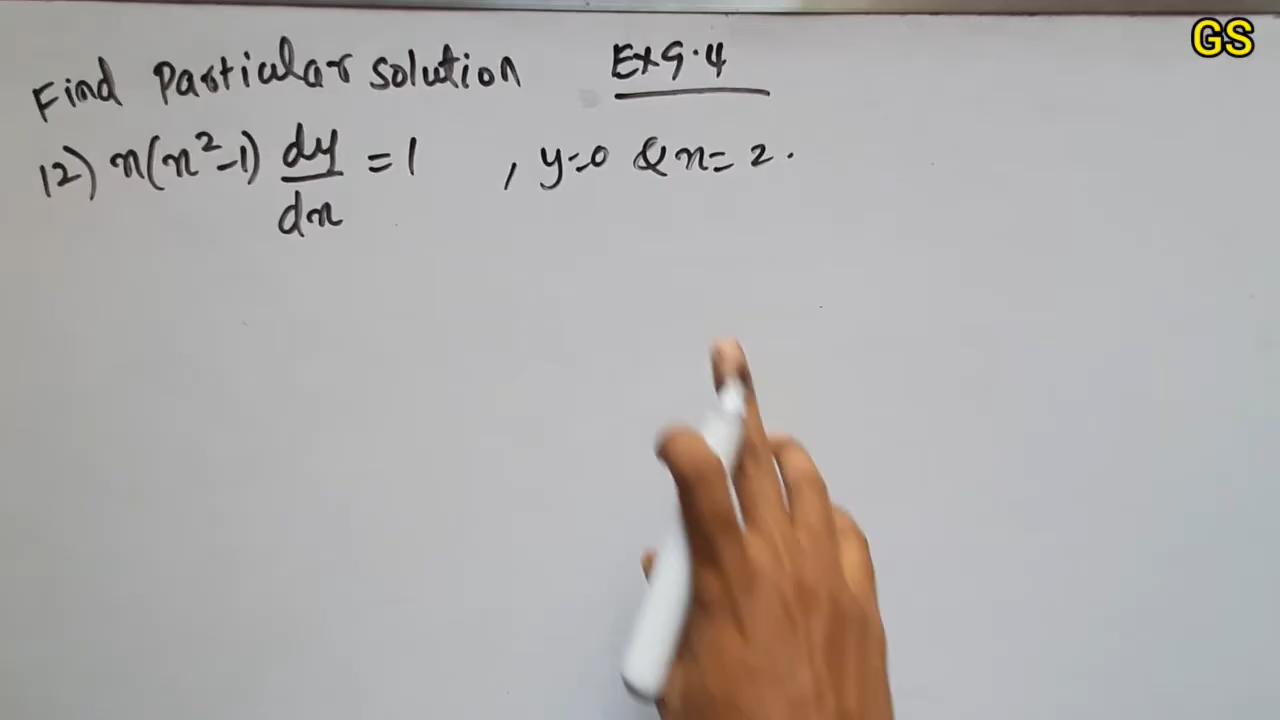 Find Particular solution Ex 9.4
12) x(x²-1) dy/dx = 1 , y=0 & x=2.
GS